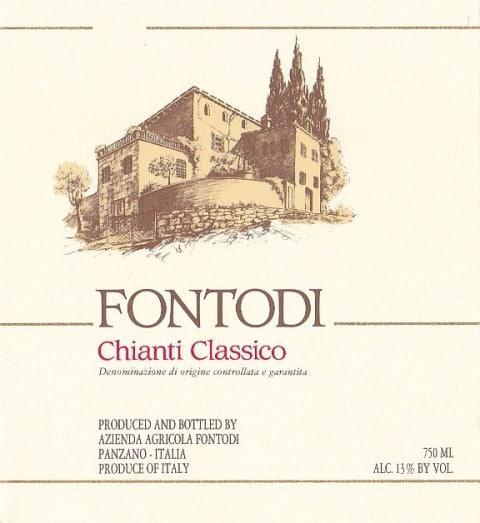 FONTODI
Chianti Classico
Denominazione di origine controllata e garantita
PRODUCED AND BOTTLED BY
AZIENDA AGRICOLA FONTODI
PANZANO - ITALIA
PRODUCE OF ITALY
750 ML
ALC. 13% BY VOL.